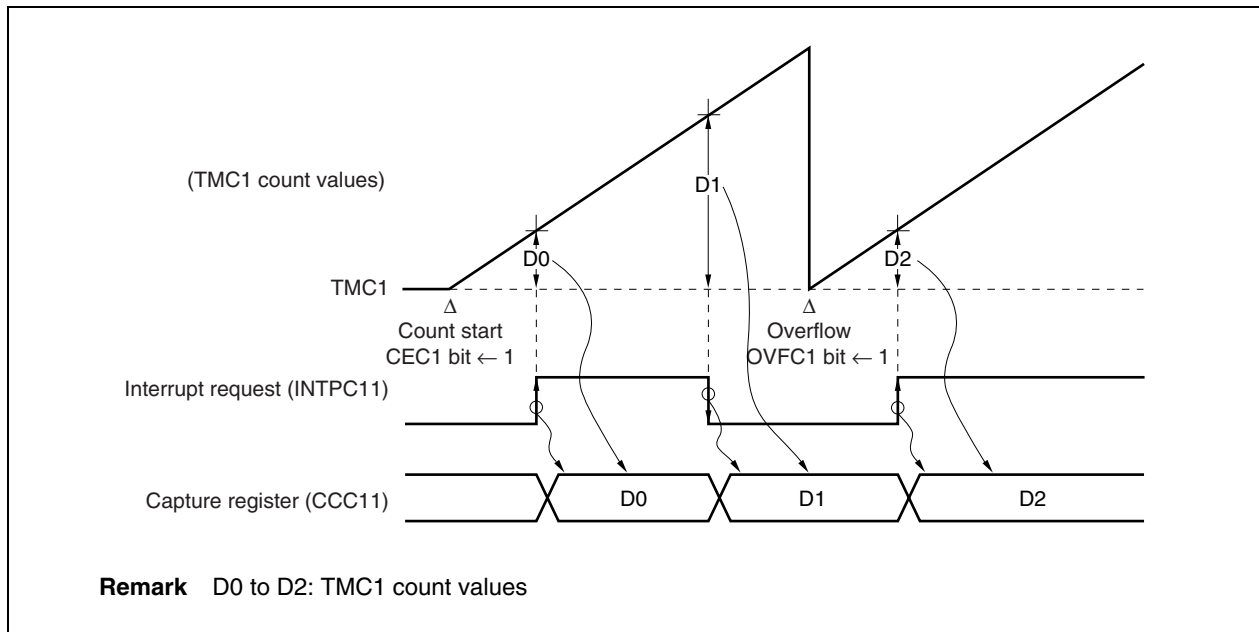 (TMC1 count values)
D1
D0
D2
TMC1
Δ
Δ
Count start
CEC1 bit ← 1
Overflow
OVFC1 bit ← 1
Interrupt request (INTPC11)
Capture register (CCC11)
D0
D1
D2
Remark D0 to D2: TMC1 count values